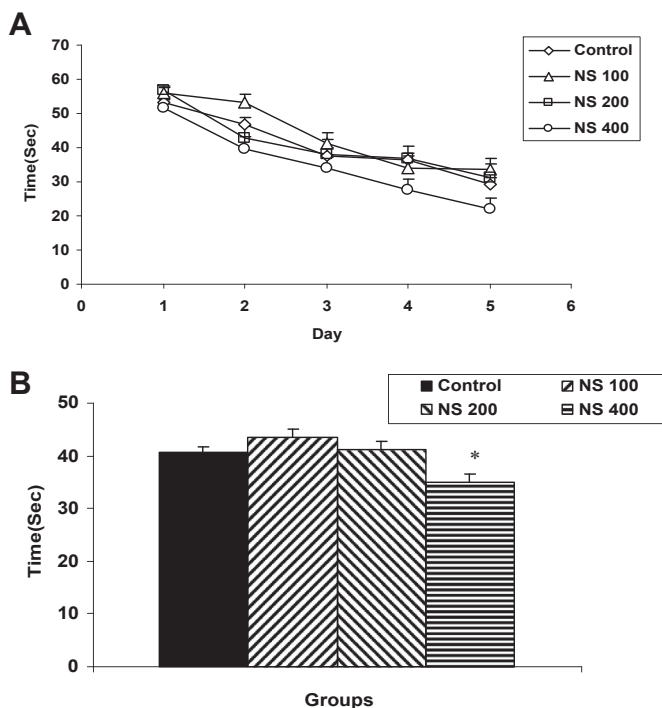 A
70
60
50
40
30
20
10
0
Time(Sec)
0 1 2 3 4 5 6
Day
Control
NS 100
NS 200
NS 400
B
Control NS 100
NS 200 NS 400
50
40
30
20
10
0
Time(Sec)
*
Groups